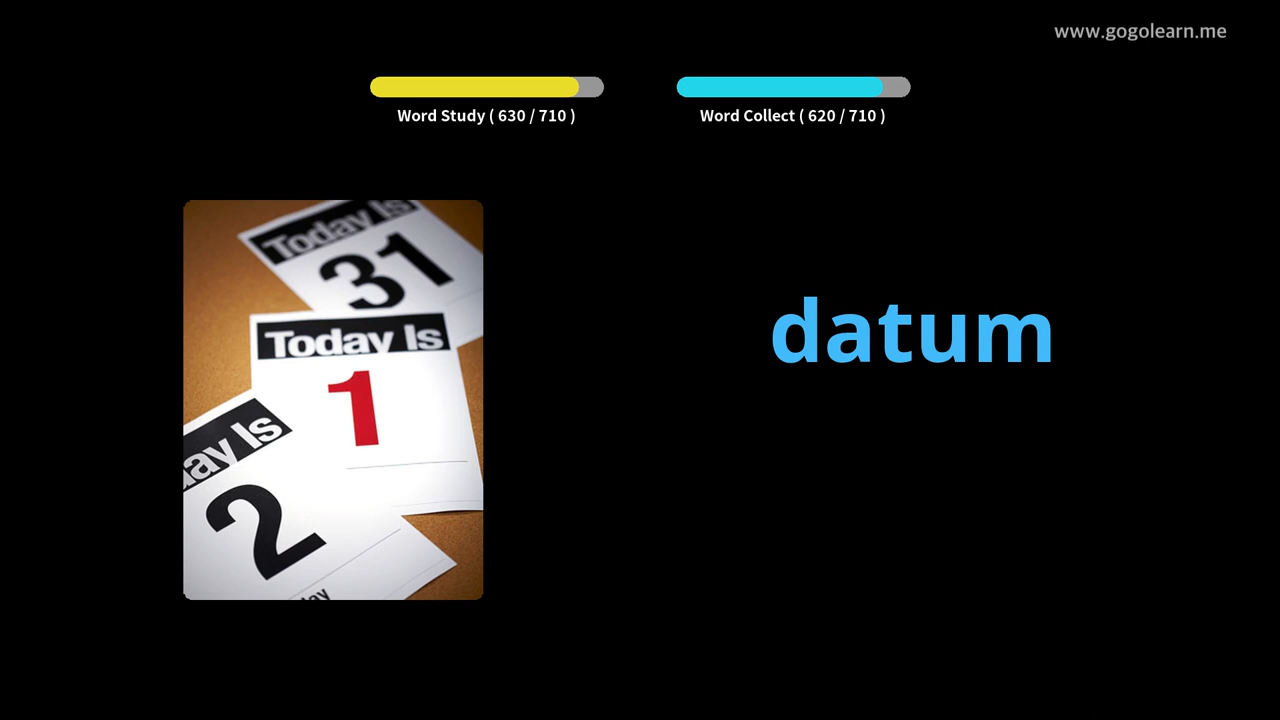 www.gogolearn.me
Word Study ( 630 / 710 )
Word Collect ( 620 / 710 )
Today Is
31
Today Is
1
ay Is
2
ay
datum